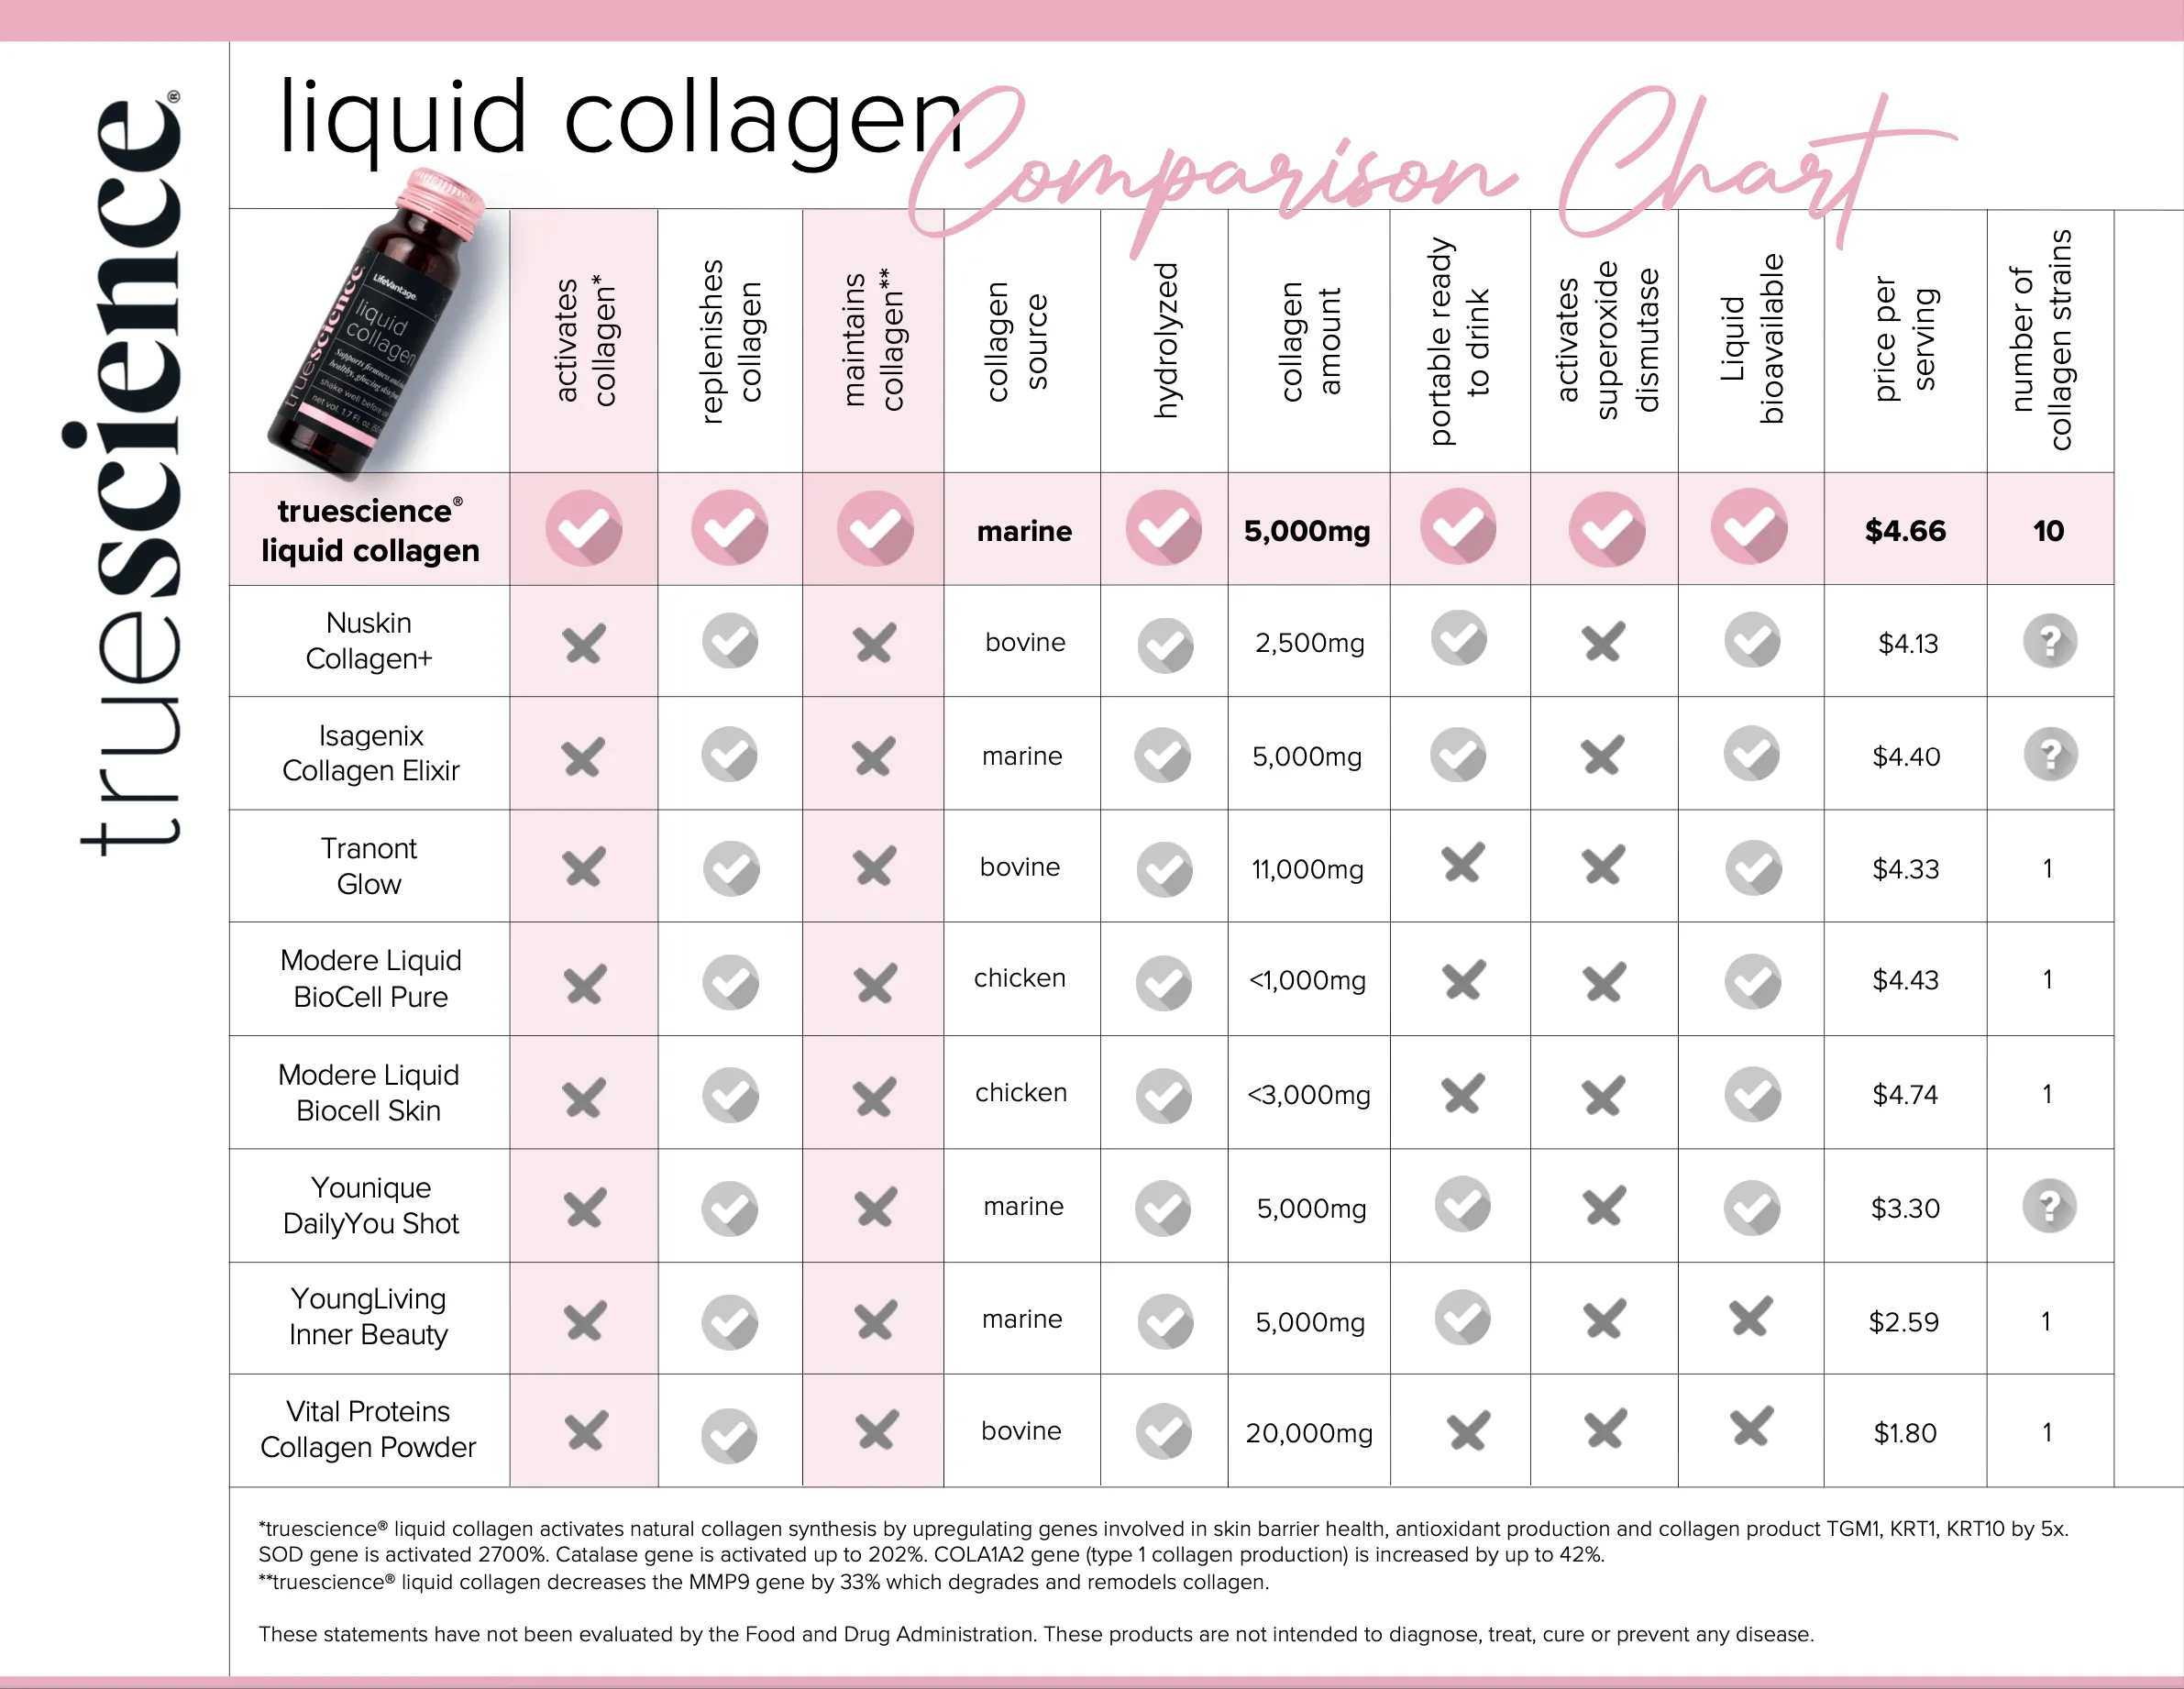 truescience®
liquid collagen
Comparison Chart
LifeVantage
truescience
liquid
collagen
Supports firmness and
healthy, glowing skin
shake well before
net vol. 1.7 Fl. oz.
activates
collagen*
replenishes
collagen
maintains
collagen**
collagen
source
hydrolyzed
collagen
amount
portable ready
to drink
activates
superoxide
dismutase
Liquid
bioavailable
price per
serving
number of
collagen strains
truescience®
liquid collagen
marine
5,000mg
$4.66
10
Nuskin
Collagen+
bovine
2,500mg
$4.13
?
Isagenix
Collagen Elixir
marine
5,000mg
$4.40
?
Tranont
Glow
bovine
11,000mg
$4.33
1
Modere Liquid
BioCell Pure
chicken
<1,000mg
$4.43
1
Modere Liquid
Biocell Skin
chicken
<3,000mg
$4.74
1
Younique
DailyYou Shot
marine
5,000mg
$3.30
?
YoungLiving
Inner Beauty
marine
5,000mg
$2.59
1
Vital Proteins
Collagen Powder
bovine
20,000mg
$1.80
1
*truescience® liquid collagen activates natural collagen synthesis by upregulating genes involved in skin barrier health, antioxidant production and collagen product TGM1, KRT1, KRT10 by 5x.
SOD gene is activated 2700%. Catalase gene is activated up to 202%. COLA1A2 gene (type 1 collagen production) is increased by up to 42%.
**truescience® liquid collagen decreases the MMP9 gene by 33% which degrades and remodels collagen.
These statements have not been evaluated by the Food and Drug Administration. These products are not intended to diagnose, treat, cure or prevent any disease.